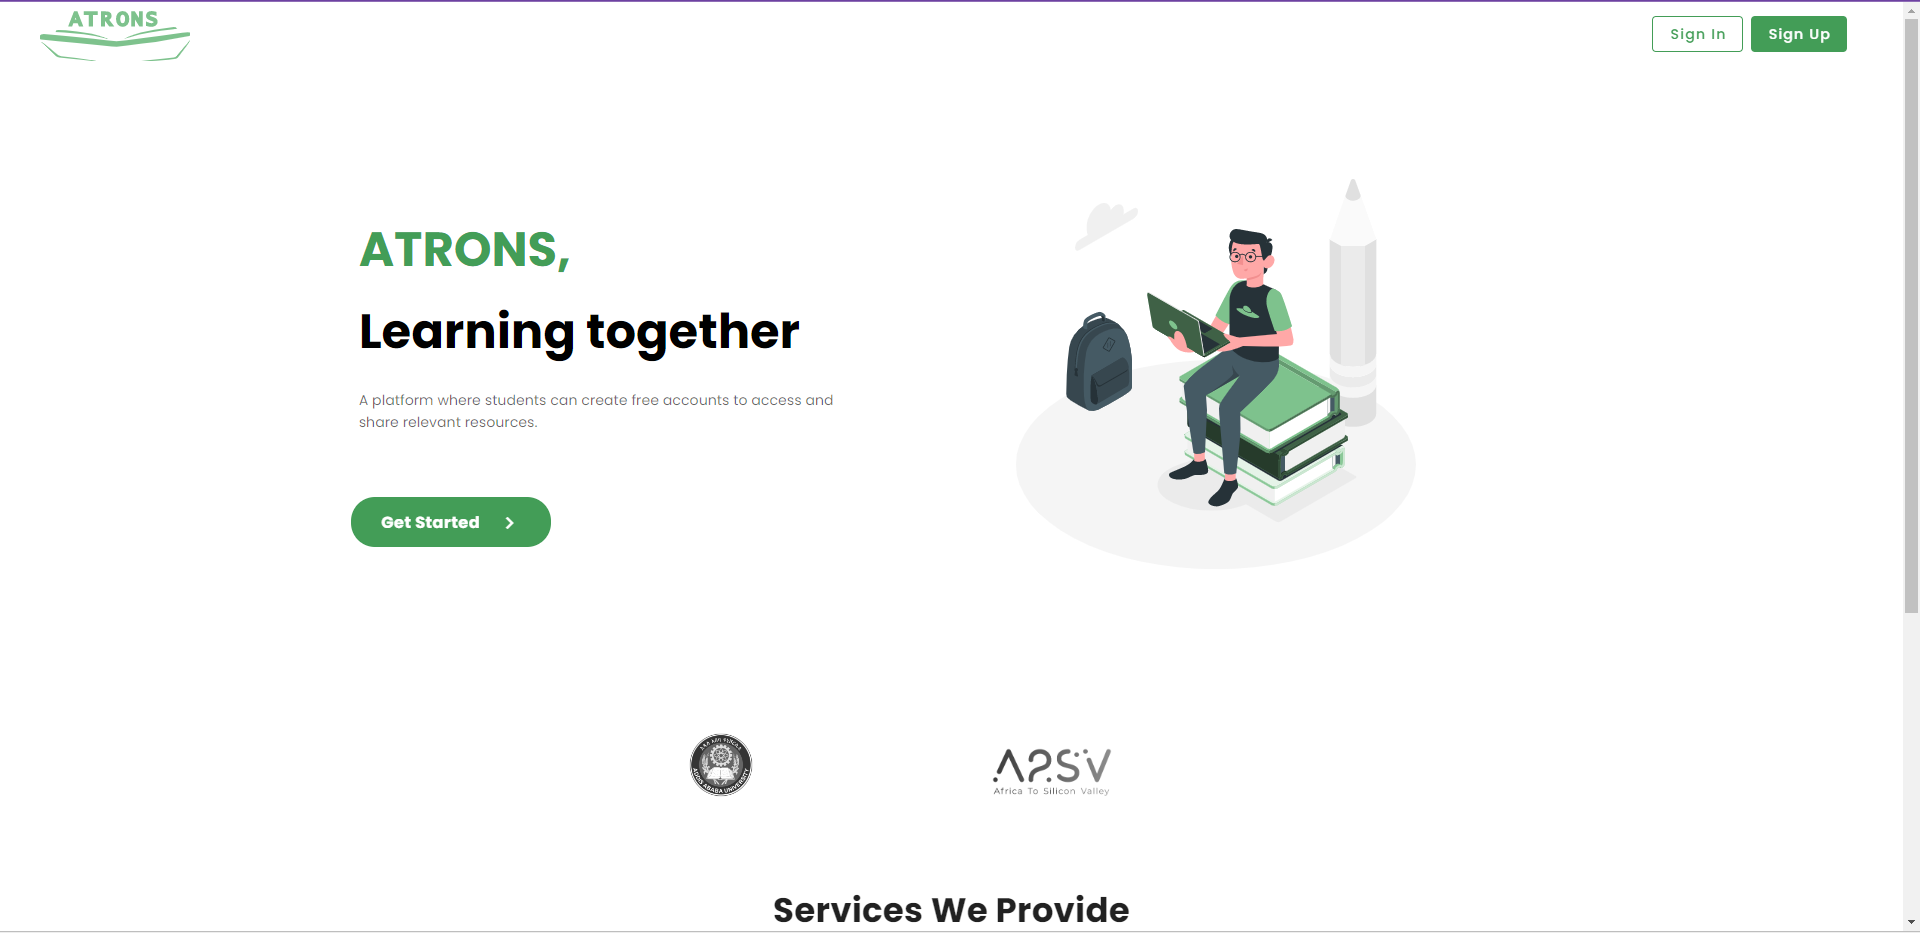 ATRONS
Sign In
Sign Up
ATRONS,
Learning together
A platform where students can create free accounts to access and
share relevant resources.
Get Started
ADDIS ABABA UNIVERSITY
Africa To Silicon Valley
Services We Provide